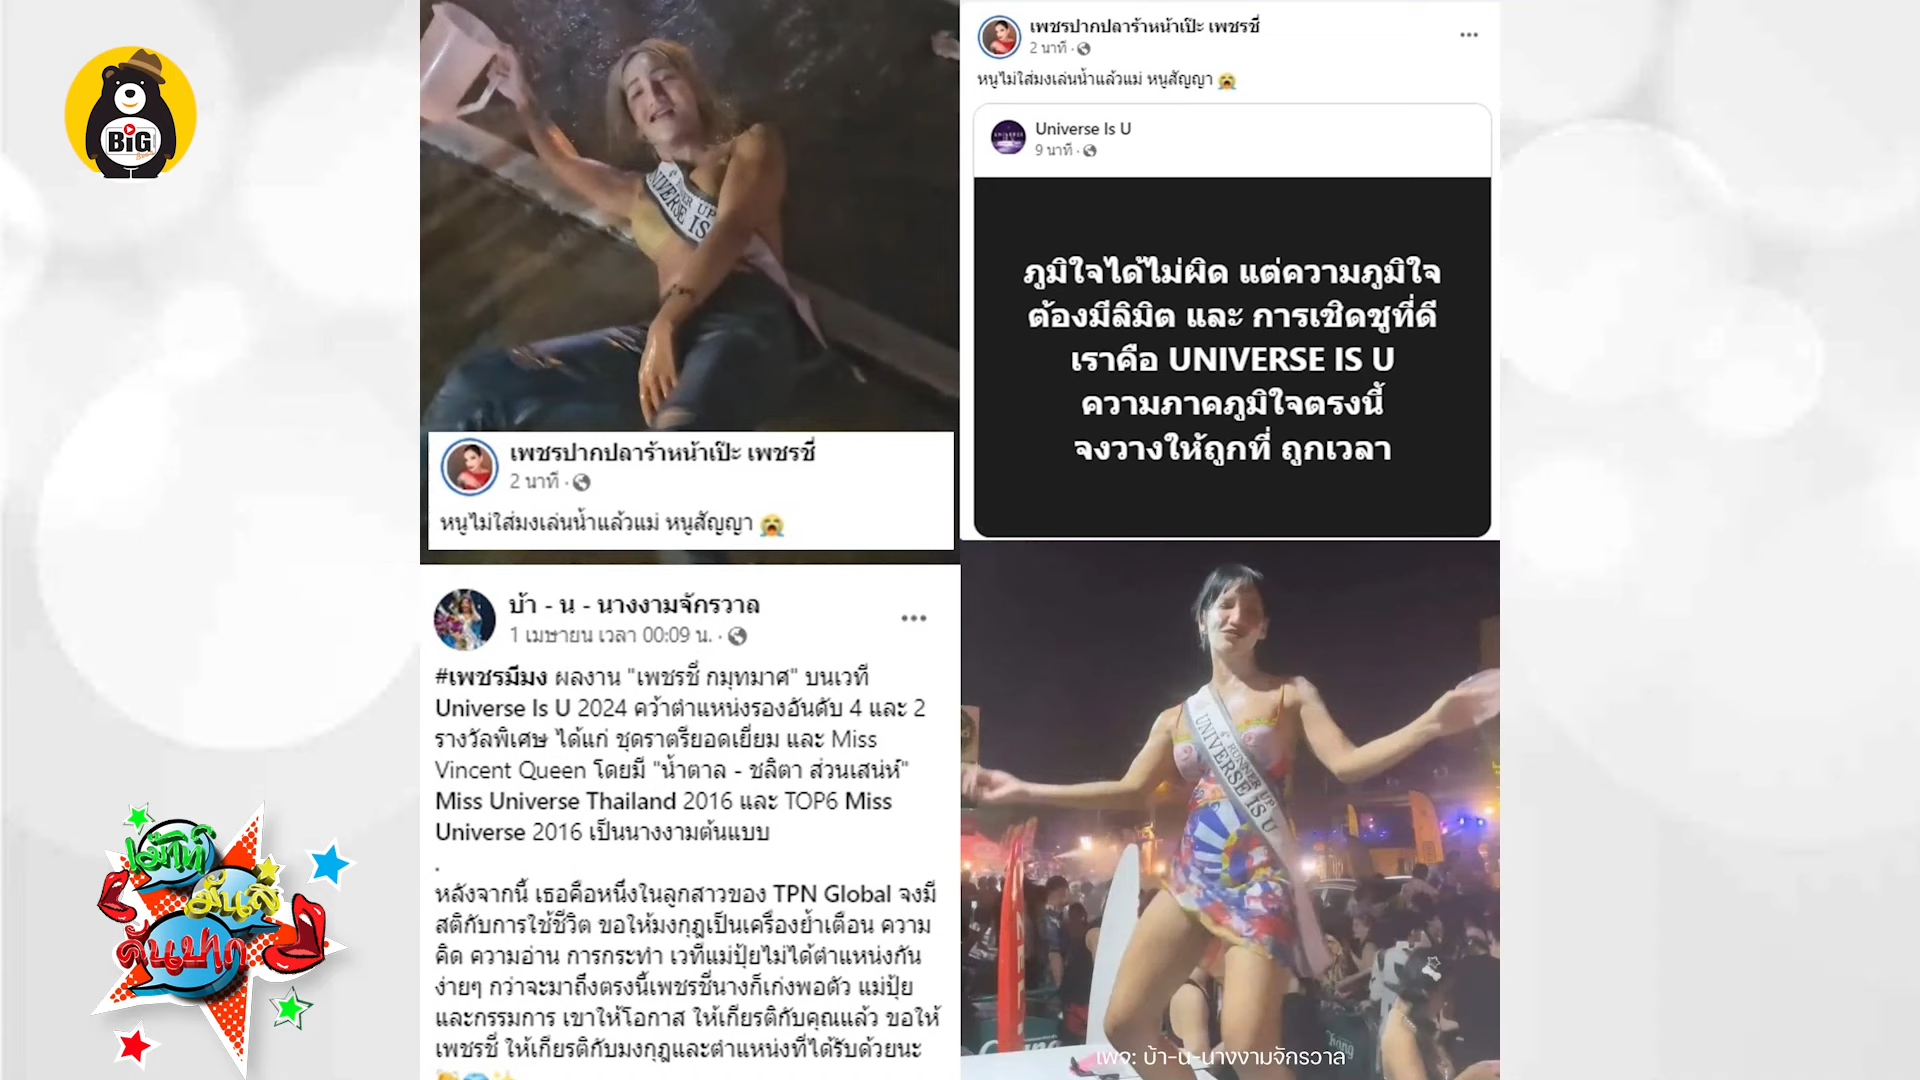 BiG
4th RUNNER UP
UNIVERSE IS
เพชรปากปลาร้าหน้าเป๊ะ เพชรชี่
2 นาที ·
หนูไม่ใส่มงเล่นน้ำแล้วแม่ หนูสัญญา 😭
บ้า - น - นางงามจักรวาล
1 เมษายน เวลา 00:09 น. ·
#เพชรมีมง ผลงาน "เพชรชี่ กมุทมาศ" บนเวที
Universe Is U 2024 คว้าตำแหน่งรองอันดับ 4 และ 2
รางวัลพิเศษ ได้แก่ ชุดราตรียอดเยี่ยม และ Miss
Vincent Queen โดยมี "น้ำตาล - ชลิตา ส่วนเสน่ห์"
Miss Universe Thailand 2016 และ TOP6 Miss
Universe 2016 เป็นนางงามต้นแบบ
.
หลังจากนี้ เธอคือหนึ่งในลูกสาวของ TPN Global จงมี
สติกับการใช้ชีวิต ขอให้มงกุฎเป็นเครื่องย้ำเตือน ความ
คิด ความอ่าน การกระทำ เวทีแม่ปุ้ยไม่ได้ตำแหน่งกัน
ง่ายๆ กว่าจะมาถึงตรงนี้เพชรชี่นางก็เก่งพอตัว แม่ปุ้ย
และกรรมการ เขาให้โอกาส ให้เกียรติกับคุณแล้ว ขอให้
เพชรชี่ ให้เกียรติกับมงกุฎและตำแหน่งที่ได้รับด้วยนะ
เพชรปากปลาร้าหน้าเป๊ะ เพชรชี่
2 นาที ·
หนูไม่ใส่มงเล่นน้ำแล้วแม่ หนูสัญญา 😭
Universe Is U
9 นาที ·
ภูมิใจได้ไม่ผิด แต่ความภูมิใจ
ต้องมีลิมิต และ การเชิดชูที่ดี
เราคือ UNIVERSE IS U
ความภาคภูมิใจตรงนี้
จงวางให้ถูกที่ ถูกเวลา
4th RUNNER UP
UNIVERSE IS U
เพจ: บ้า-น-นางงามจักรวาล
เม้าท์
มันส์
คันปาก